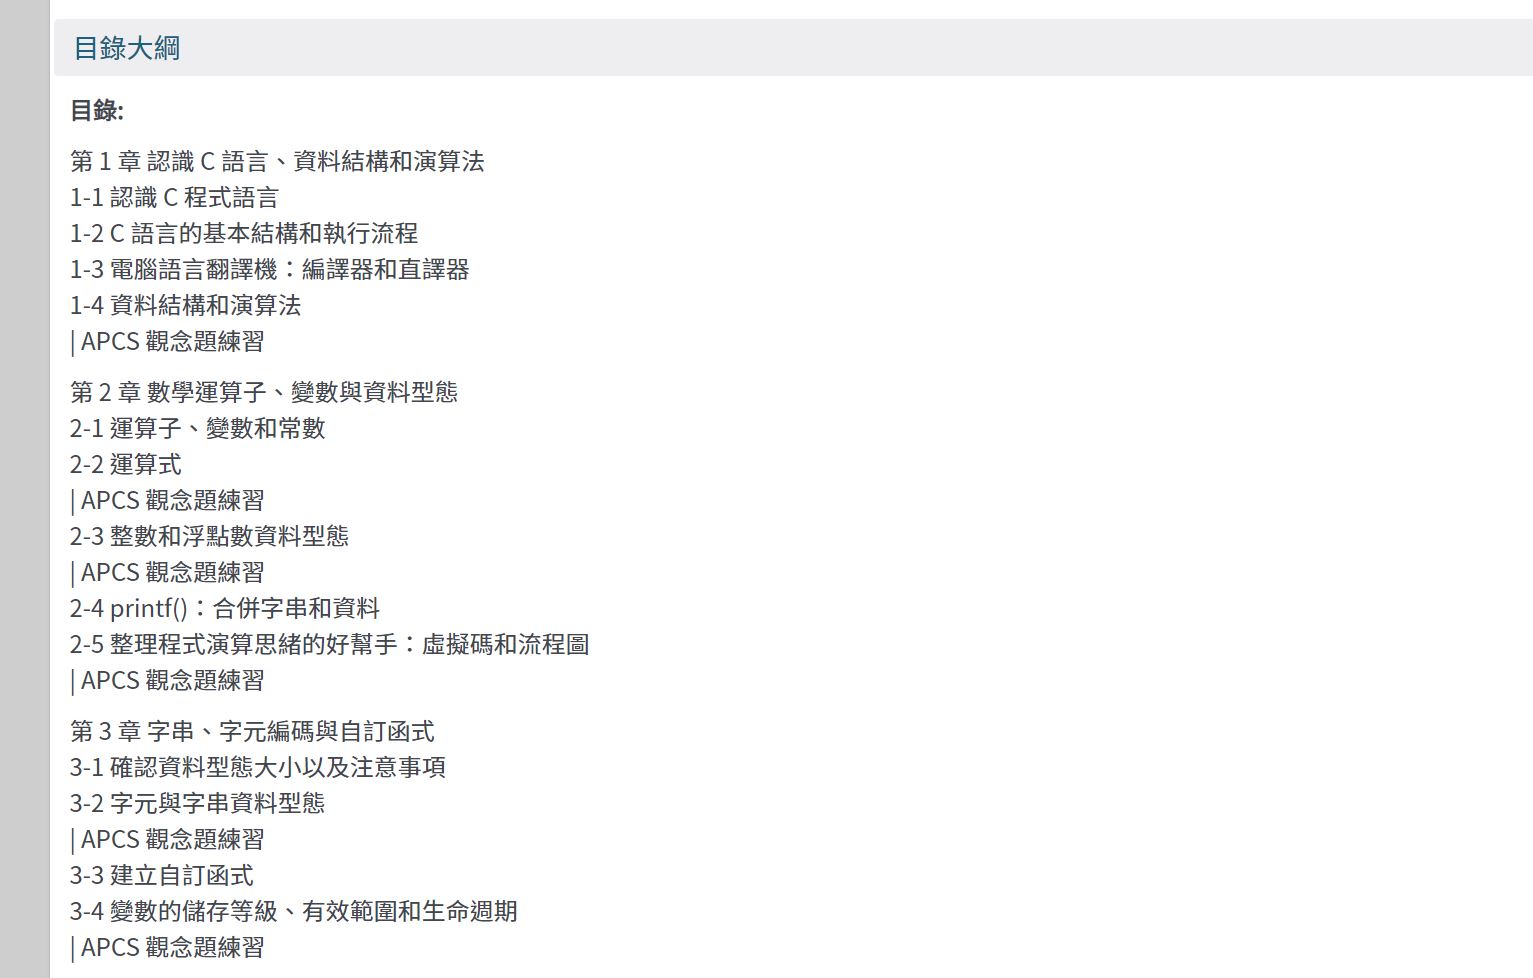 目錄大綱
目錄:
第 1 章 認識 C 語言、資料結構和演算法
1-1 認識 C 程式語言
1-2 C 語言的基本結構和執行流程
1-3 電腦語言翻譯機：編譯器和直譯器
1-4 資料結構和演算法
| APCS 觀念題練習
第 2 章 數學運算子、變數與資料型態
2-1 運算子、變數和常數
2-2 運算式
| APCS 觀念題練習
2-3 整數和浮點數資料型態
| APCS 觀念題練習
2-4 printf()：合併字串和資料
2-5 整理程式演算思緒的好幫手：虛擬碼和流程圖
| APCS 觀念題練習
第 3 章 字串、字元編碼與自訂函式
3-1 確認資料型態大小以及注意事項
3-2 字元與字串資料型態
| APCS 觀念題練習
3-3 建立自訂函式
3-4 變數的儲存等級、有效範圍和生命週期
| APCS 觀念題練習